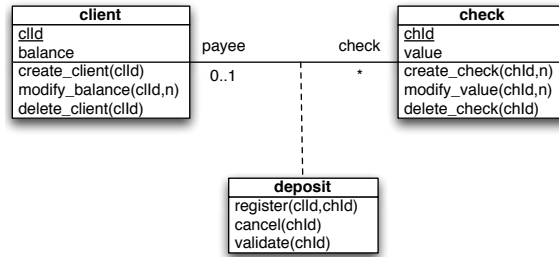 client
clId
balance
create_client(clId)
modify_balance(clId,n)
delete_client(clId)
payee
check
0..1
*
check
chId
value
create_check(chId,n)
modify_value(chId,n)
delete_check(chId)
deposit
register(clId,chId)
cancel(chId)
validate(chId)